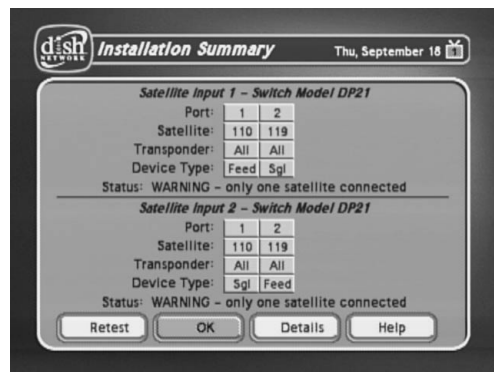 dish
NETWORK
Installation Summary
Thu, September 18
1
Satellite Input 1 - Switch Model DP21
Port: 1 2
Satellite: 110 119
Transponder: All All
Device Type: Feed Sgl
Status: WARNING - only one satellite connected
Satellite Input 2 - Switch Model DP21
Port: 1 2
Satellite: 110 119
Transponder: All All
Device Type: Sgl Feed
Status: WARNING - only one satellite connected
Retest OK Details Help